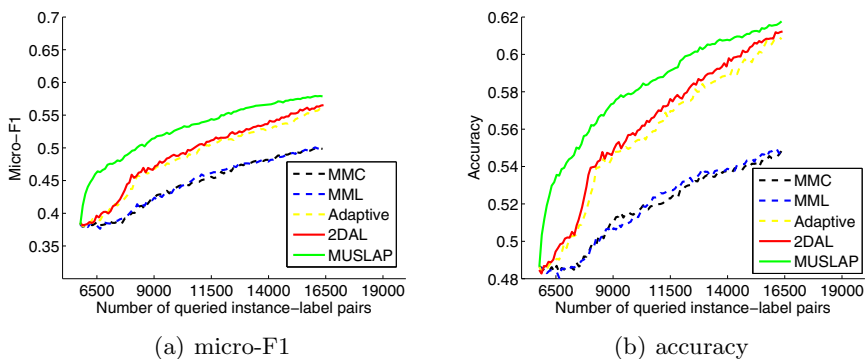 0.7
0.65
0.6
0.55
0.5
0.45
0.4
0.35
Micro−F1
6500 9000 11500 14000 16500 19000
Number of queried instance−label pairs
MMC
MML
Adaptive
2DAL
MUSLAP
(a) micro-F1
0.62
0.6
0.58
0.56
0.54
0.52
0.5
0.48
Accuracy
6500 9000 11500 14000 16500 19000
Number of queried instance−label pairs
MMC
MML
Adaptive
2DAL
MUSLAP
(b) accuracy